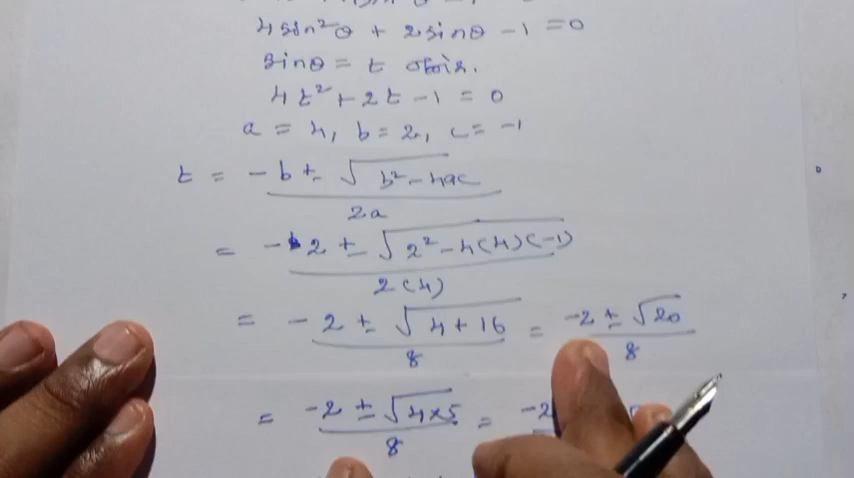 4sin²θ + 2sinθ - 1 = 0
sinθ = t
4t² + 2t - 1 = 0
a = 4, b = 2, c = -1
t = (-b ± √(b² - 4ac)) / 2a
= (-2 ± √(2² - 4(4)(-1))) / 2(4)
= (-2 ± √(4 + 16)) / 8 = (-2 ± √20) / 8
= (-2 ± √(4×5)) / 8 = -2